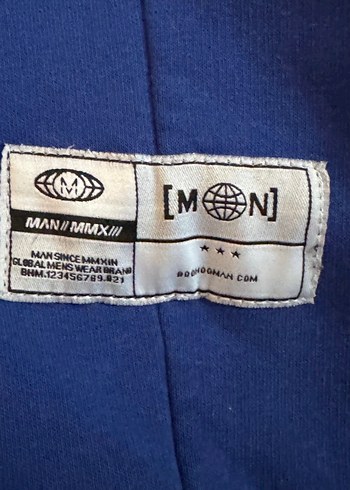 M
MAN//MMX///
MAN SINCE MMXIII
GLOBAL MENS WEAR BRAND
BHM.123456789.021
[M N]
BOOHOOMAN.COM